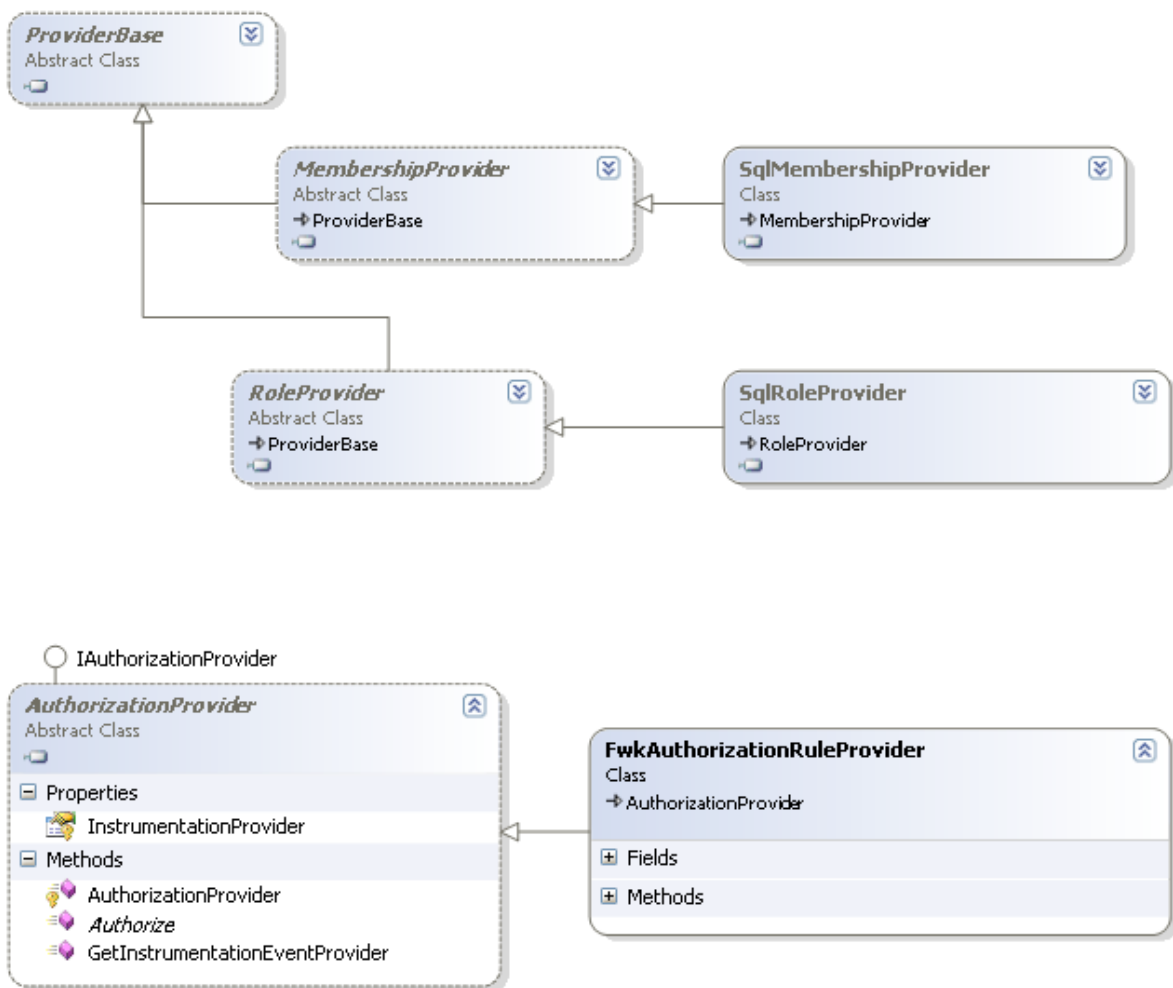 ProviderBase
Abstract Class
MembershipProvider
Abstract Class
ProviderBase
SqlMembershipProvider
Class
MembershipProvider
RoleProvider
Abstract Class
ProviderBase
SqlRoleProvider
Class
RoleProvider
IAuthorizationProvider
AuthorizationProvider
Abstract Class
Properties
InstrumentationProvider
Methods
AuthorizationProvider
Authorize
GetInstrumentationEventProvider
FwkAuthorizationRuleProvider
Class
AuthorizationProvider
Fields
Methods